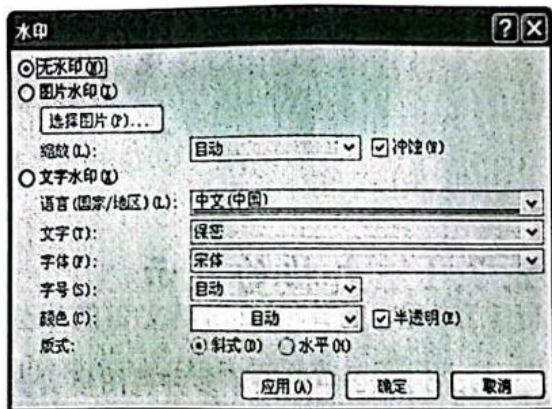 水印
无水印(N)
图片水印(I)
选择图片(P)...
缩放(L): 自动 冲蚀(W)
文字水印(X)
语言(国家/地区)(L): 中文(中国)
文字(T): 保密
字体(F): 宋体
字号(S): 自动
颜色(C): 自动 半透明(E)
版式: 斜式(D) 水平(H)
应用(A) 确定 取消